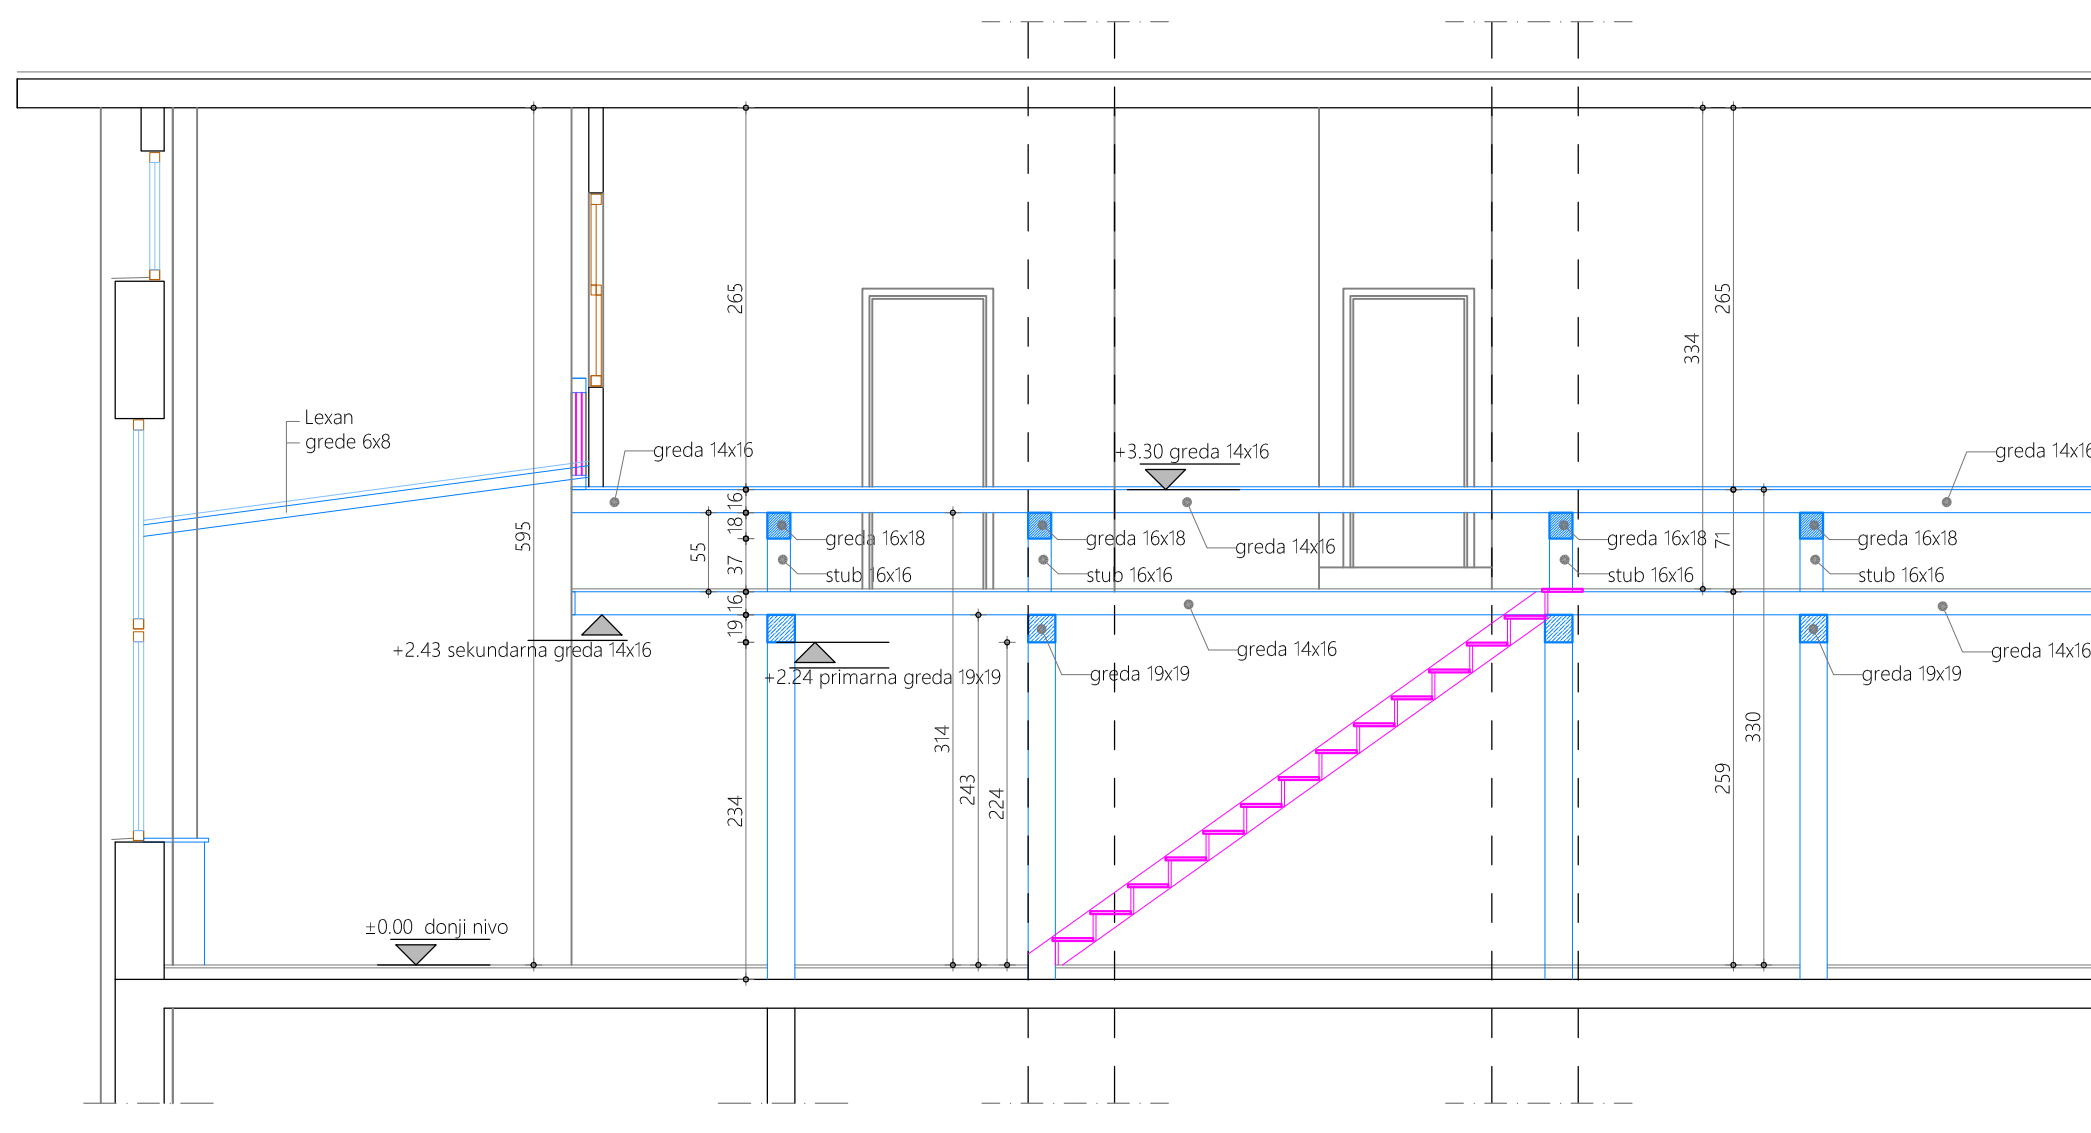 265
265
334
Lexan
grede 6x8
greda 14x16
+3.30 greda 14x16
greda 14x16
16
18
55
37
595
greda 16x18
stub 16x16
greda 16x18
stub 16x16
greda 14x16
greda 16x18
stub 16x16
71
greda 16x18
stub 16x16
16
19
+2.43 sekundarna greda 14x16
+2.24 primarna greda 19x19
greda 19x19
greda 14x16
greda 19x19
greda 14x16
314
243
224
234
330
259
±0.00 donji nivo